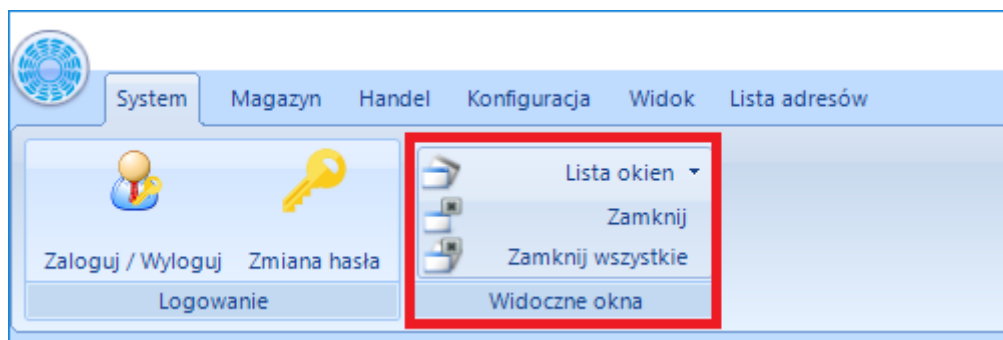 System Magazyn Handel Konfiguracja Widok Lista adresów
Zaloguj / Wyloguj Zmiana hasła
Logowanie
Lista okien
Zamknij
Zamknij wszystkie
Widoczne okna